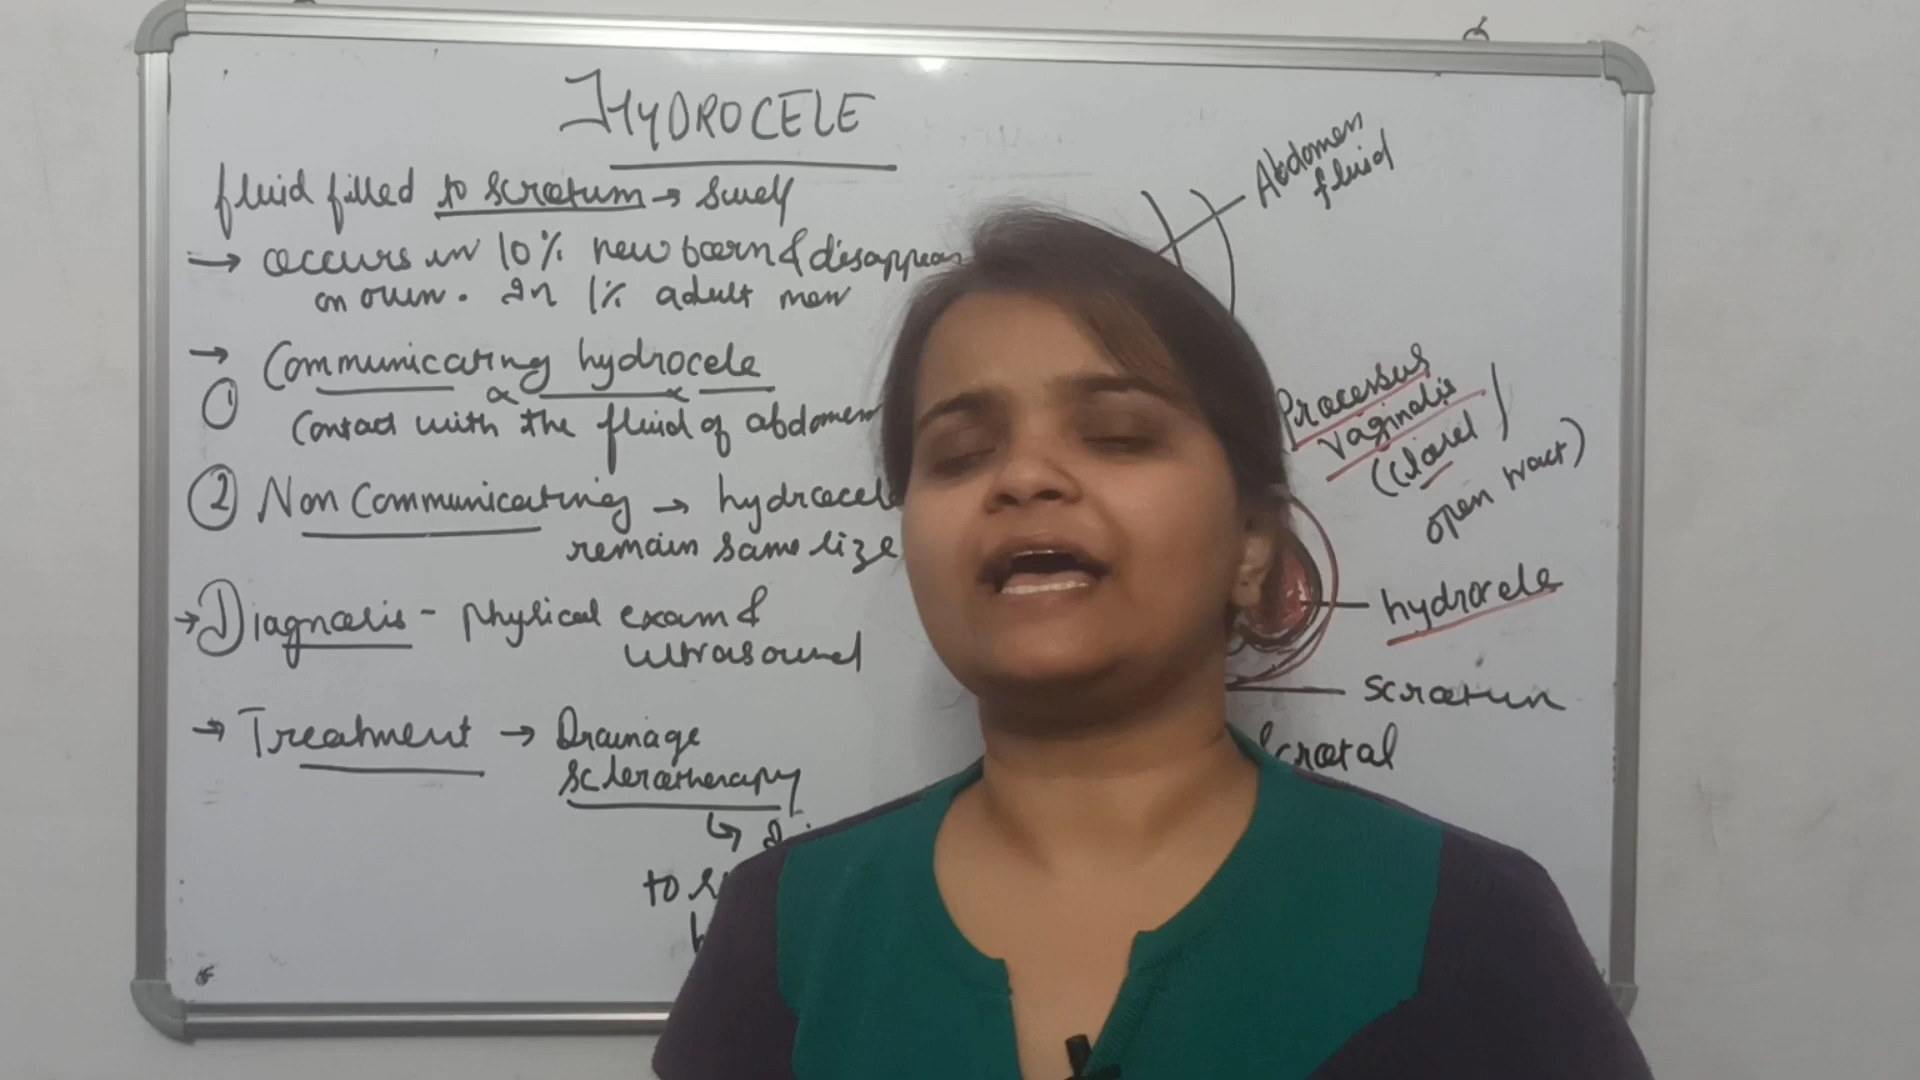 HYDROCELE
fluid filled to scrotum → swell
→ occurs in 10% new born & disappear
on own. In 1% adult men
→ Communicating hydrocele
① Contact with the fluid of abdomen
② Non Communicating → hydrocele
remain same size
→ Diagnosis - Physical exam &
ultrasound
→ Treatment → Drainage
sclerotherapy
to
Abdomen
fluid
Processus
vaginalis
(closed /
open tract)
hydrocele
scrotum
Scrotal